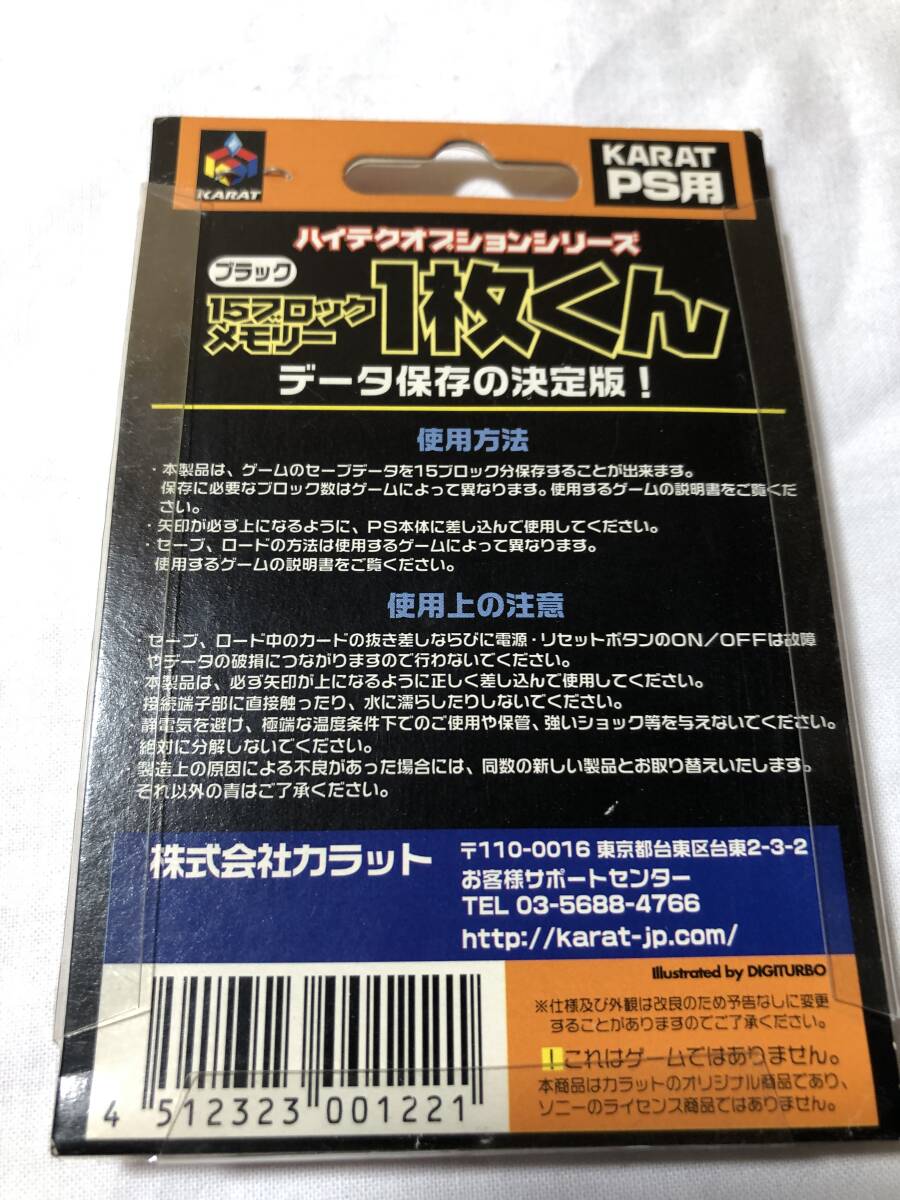 KARAT
KARAT
PS用
ハイテクオプションシリーズ
ブラック
15ブロック
メモリー
1枚くん
データ保存の決定版！
使用方法
・本製品は、ゲームのセーブデータを15ブロック分保存することが出来ます。
保存に必要なブロック数はゲームによって異なります。使用するゲームの説明書をご覧くだ
さい。
・矢印が必ず上になるように、PS本体に差し込んで使用してください。
・セーブ、ロードの方法は使用するゲームによって異なります。
使用するゲームの説明書をご覧ください。
使用上の注意
・セーブ、ロード中のカードの抜き差しならびに電源・リセットボタンのON／OFFは故障
やデータの破損につながりますので行わないでください。
本製品は、必ず矢印が上になるように正しく差し込んで使用してください。
接続端子部に直接触ったり、水に濡らしたりしないでください。
静電気を避け、極端な温度条件下でのご使用や保管、強いショック等を与えないでください。
絶対に分解しないでください。
製造上の原因による不良があった場合には、同数の新しい製品とお取り替えいたします。
それ以外の責はご了承ください。
株式会社カラット
〒110-0016 東京都台東区台東2-3-2
お客様サポートセンター
TEL 03-5688-4766
http://karat-jp.com/
Illustrated by DIGITURBO
※仕様及び外観は改良のため予告なしに変更
することがありますのでご了承ください。
！これはゲームではありません。
本商品はカラットのオリジナル商品であり、
ソニーのライセンス商品ではありません。
4 512323 001221